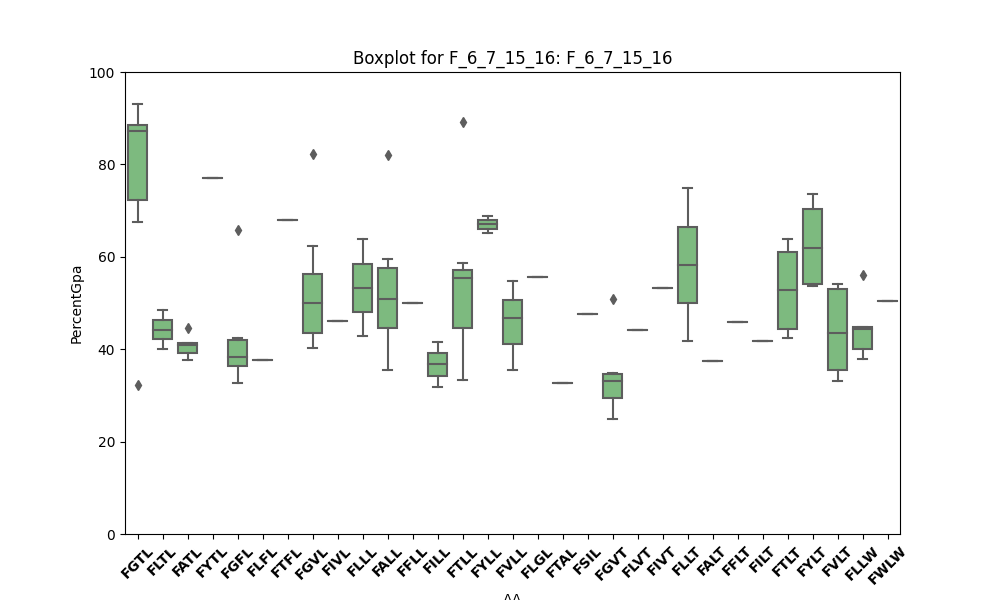 Boxplot for F_6_7_15_16: F_6_7_15_16
100
80
60
40
20
0
PercentGpa
FGTL FLTL FATL FYTL FGFL FLFL FTFL FGVL FIVL FLLL FALL FFLL FILL FTLL FYLL FVLL FLGL FTAL FSIL FGVT FLVT FIVT FLLT FALT FFLT FILT FTLT FYLT FVLT FLLW FWLW
AA